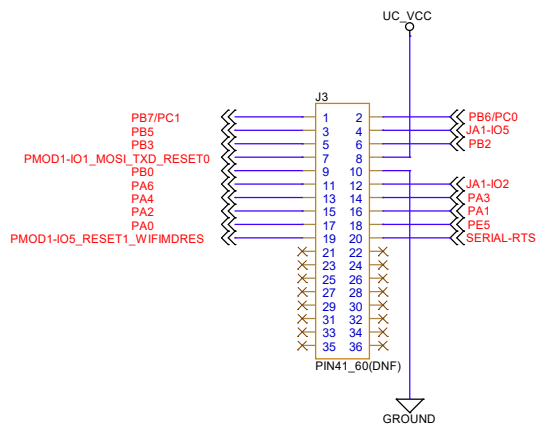 UC_VCC
J3
PB7/PC1 1 2 PB6/PC0
PB5 3 4 JA1-IO5
PB3 5 6 PB2
PMOD1-IO1_MOSI_TXD_RESET0 7 8
PB0 9 10
PA6 11 12 JA1-IO2
PA4 13 14 PA3
PA2 15 16 PA1
PA0 17 18 PE5
PMOD1-IO5_RESET1_WIFIMDRES 19 20 SERIAL-RTS
21 22
23 24
25 26
27 28
29 30
31 32
33 34
35 36
PIN41_60(DNF)
GROUND